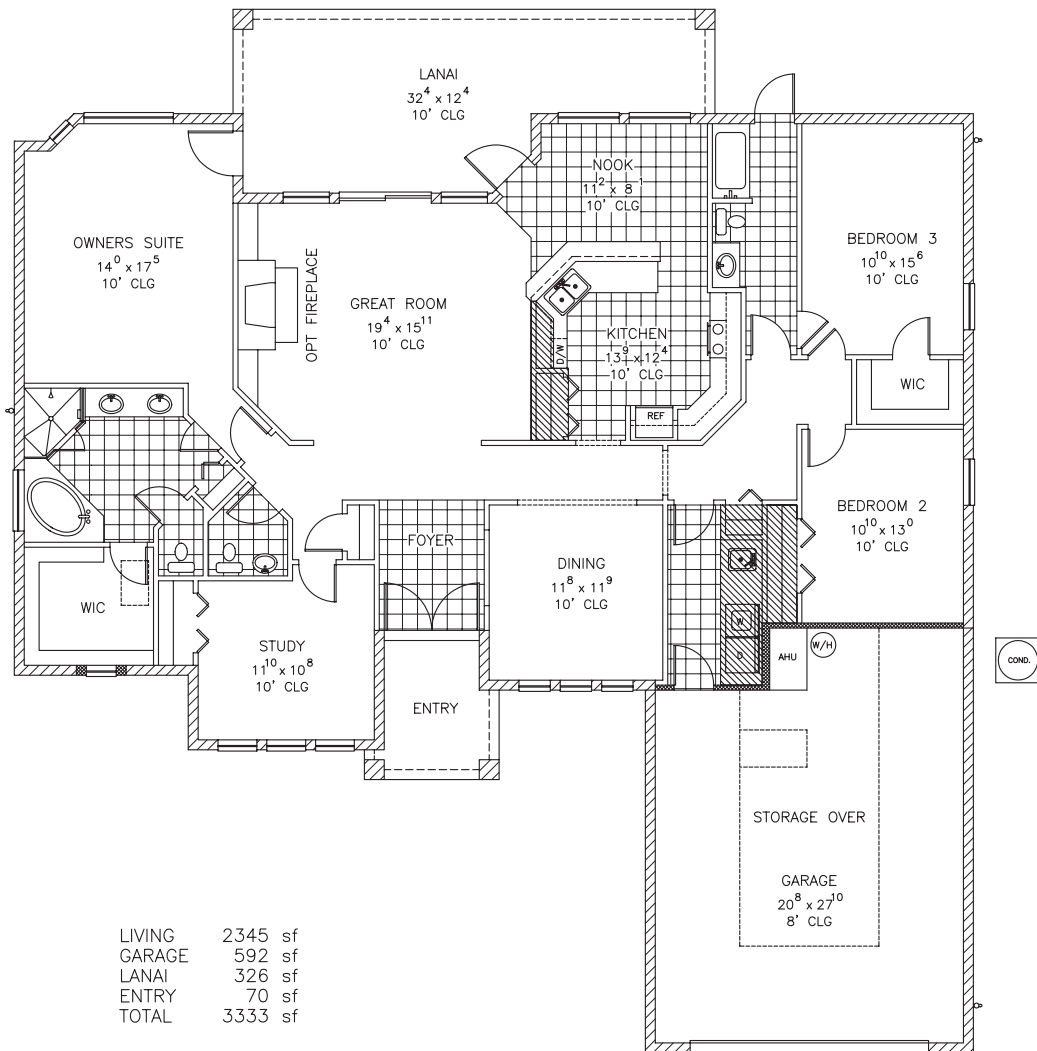 LANAI
32⁴ x 12⁴
10' CLG
NOOK
11² x 8¹
10' CLG
OWNERS SUITE
14⁰ x 17⁵
10' CLG
BEDROOM 3
10¹⁰ x 15⁶
10' CLG
OPT FIREPLACE
GREAT ROOM
19⁴ x 15¹¹
10' CLG
KITCHEN
13⁹ x 12⁴
10' CLG
D/W
REF
WIC
BEDROOM 2
10¹⁰ x 13⁰
10' CLG
FOYER
DINING
11⁸ x 11⁹
10' CLG
WIC
W
D
AHU
W/H
COND.
STUDY
11¹⁰ x 10⁸
10' CLG
ENTRY
STORAGE OVER
GARAGE
20⁸ x 27¹⁰
8' CLG
LIVING 2345 sf
GARAGE 592 sf
LANAI 326 sf
ENTRY 70 sf
TOTAL 3333 sf